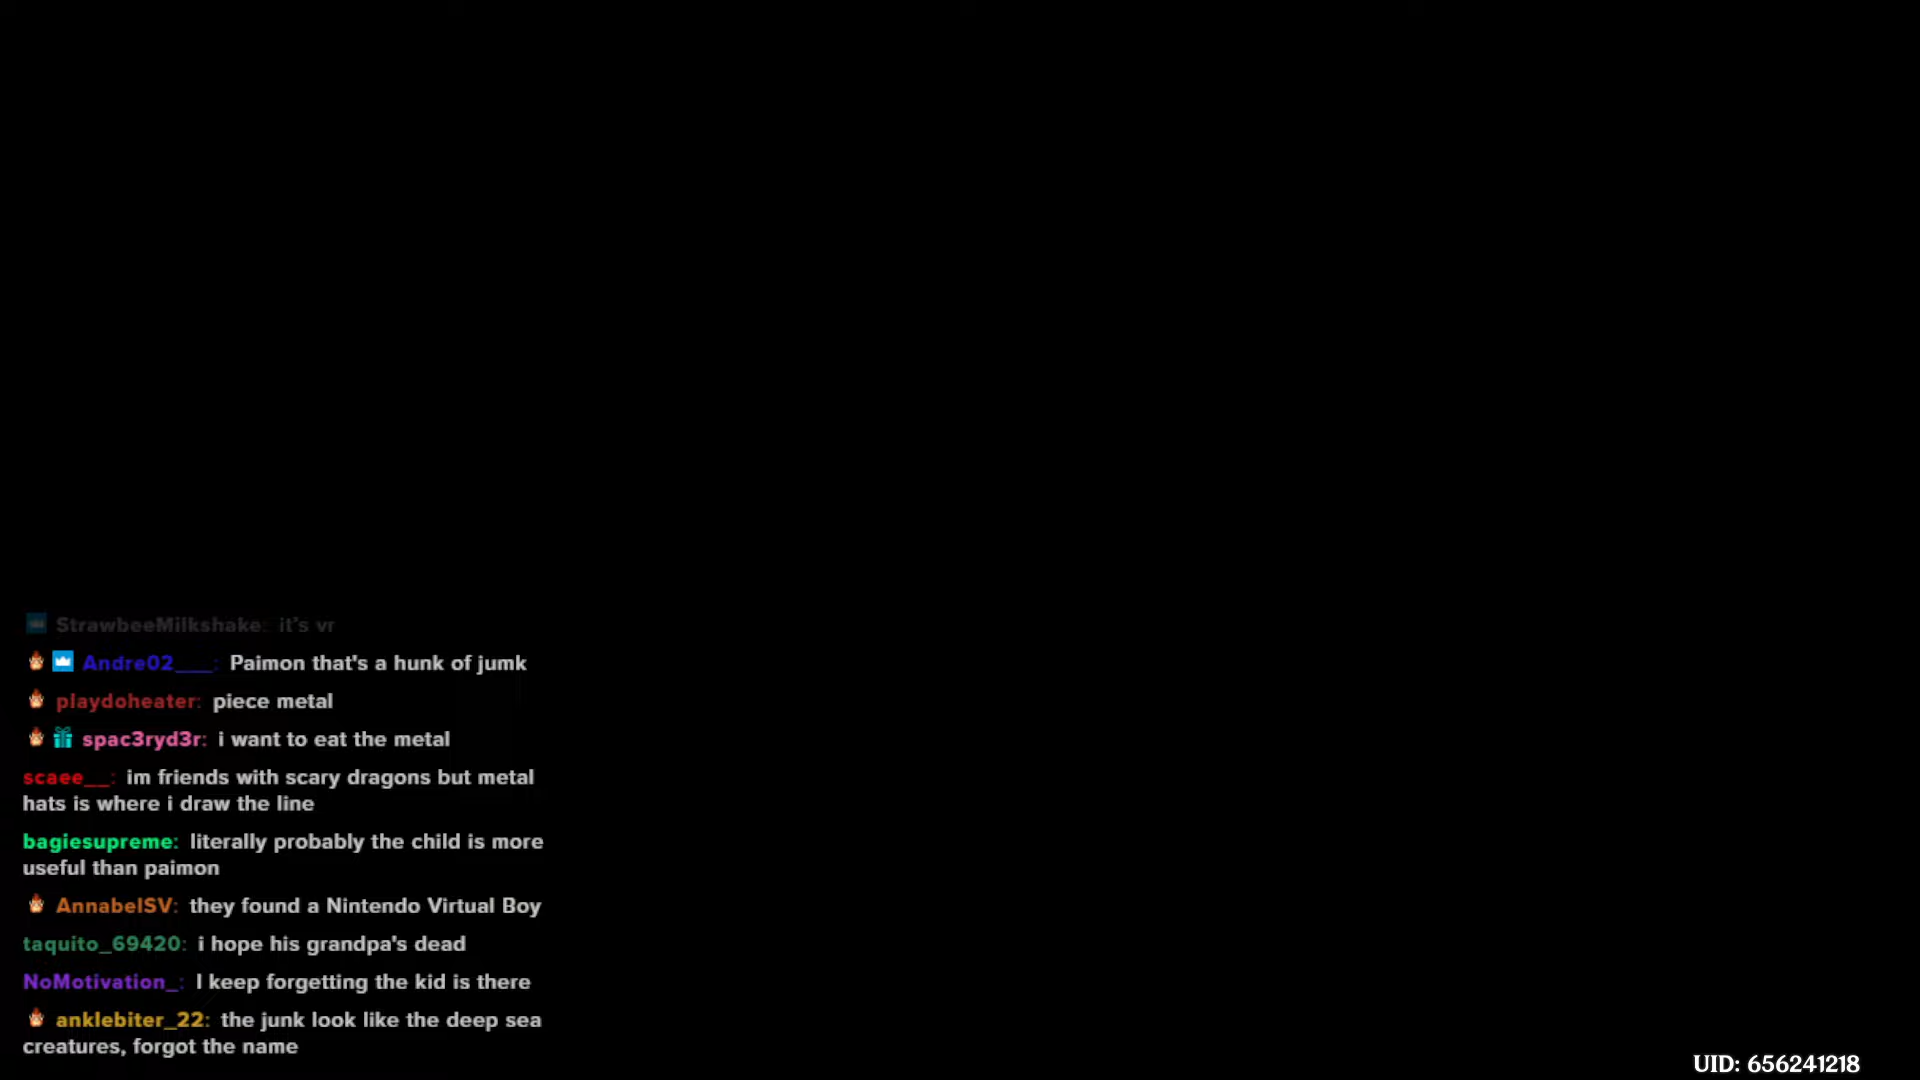 StrawbeeMilkshake: it's vr
Andre02___: Paimon that's a hunk of jumk
playdoheater: piece metal
spac3ryd3r: i want to eat the metal
scaee__: im friends with scary dragons but metal
hats is where i draw the line
bagiesupreme: literally probably the child is more
useful than paimon
AnnabelSV: they found a Nintendo Virtual Boy
taquito_69420: i hope his grandpa's dead
NoMotivation_: I keep forgetting the kid is there
anklebiter_22: the junk look like the deep sea
creatures, forgot the name
UID: 656241218